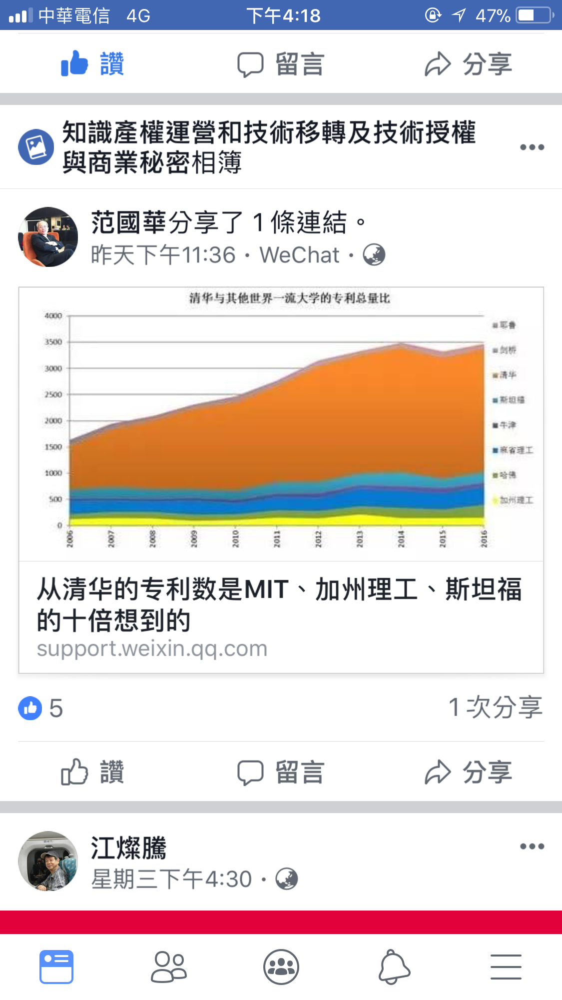 中華電信 4G 下午4:18 47%
讚 留言 分享
知識產權運營和技術移轉及技術授權
與商業秘密相簿
范國華分享了 1 條連結。
昨天下午11:36 · WeChat ·
清华与其他世界一流大学的专利总量比
4000
3500
3000
2500
2000
1500
1000
500
0
2006 2007 2008 2009 2010 2011 2012 2013 2014 2015 2016
耶鲁
剑桥
清华
斯坦福
牛津
麻省理工
哈佛
加州理工
从清华的专利数是MIT、加州理工、斯坦福
的十倍想到的
support.weixin.qq.com
5 1 次分享
讚 留言 分享
江燦騰
星期三下午4:30 ·